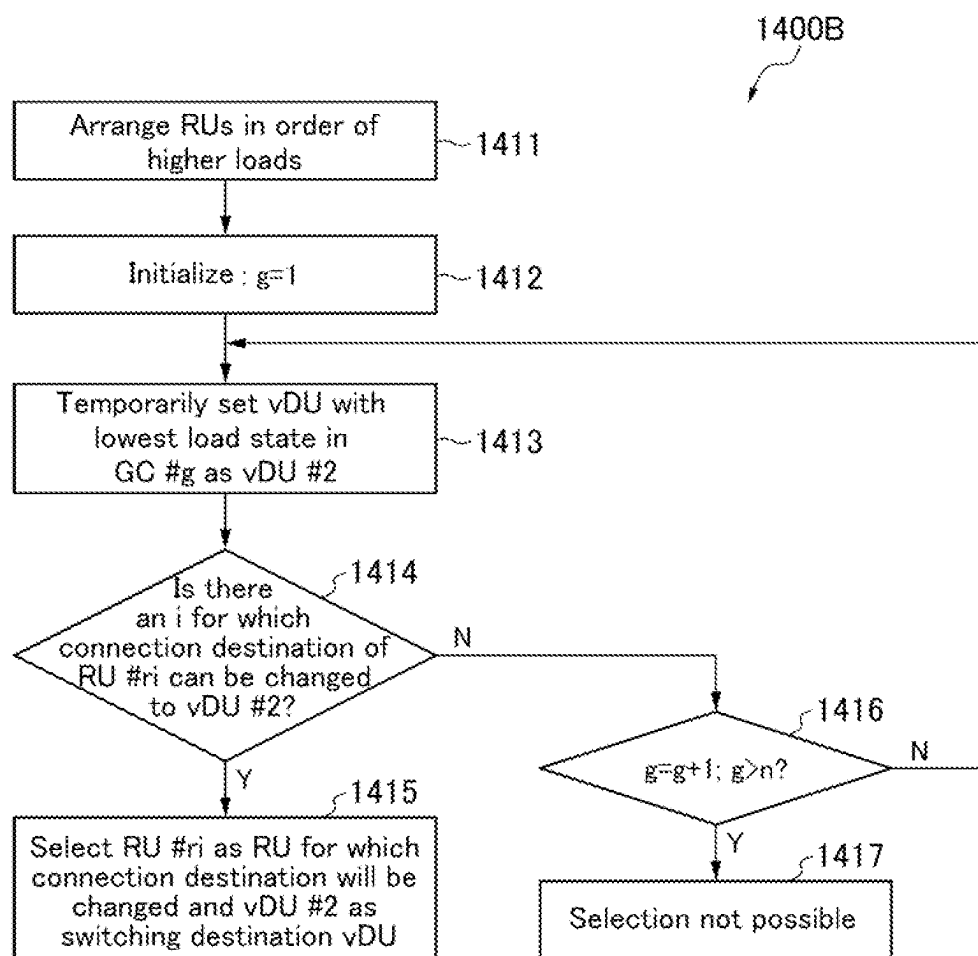 1400B
Arrange RUs in order of
higher loads
1411
Initialize : g=1
1412
Temporarily set vDU with
lowest load state in
GC #g as vDU #2
1413
Is there
an i for which
connection destination of
RU #ri can be changed
to vDU #2?
1414
N
Y
1415
Select RU #ri as RU for which
connection destination will be
changed and vDU #2 as
switching destination vDU
1416
g=g+1; g>n?
N
Y
1417
Selection not possible